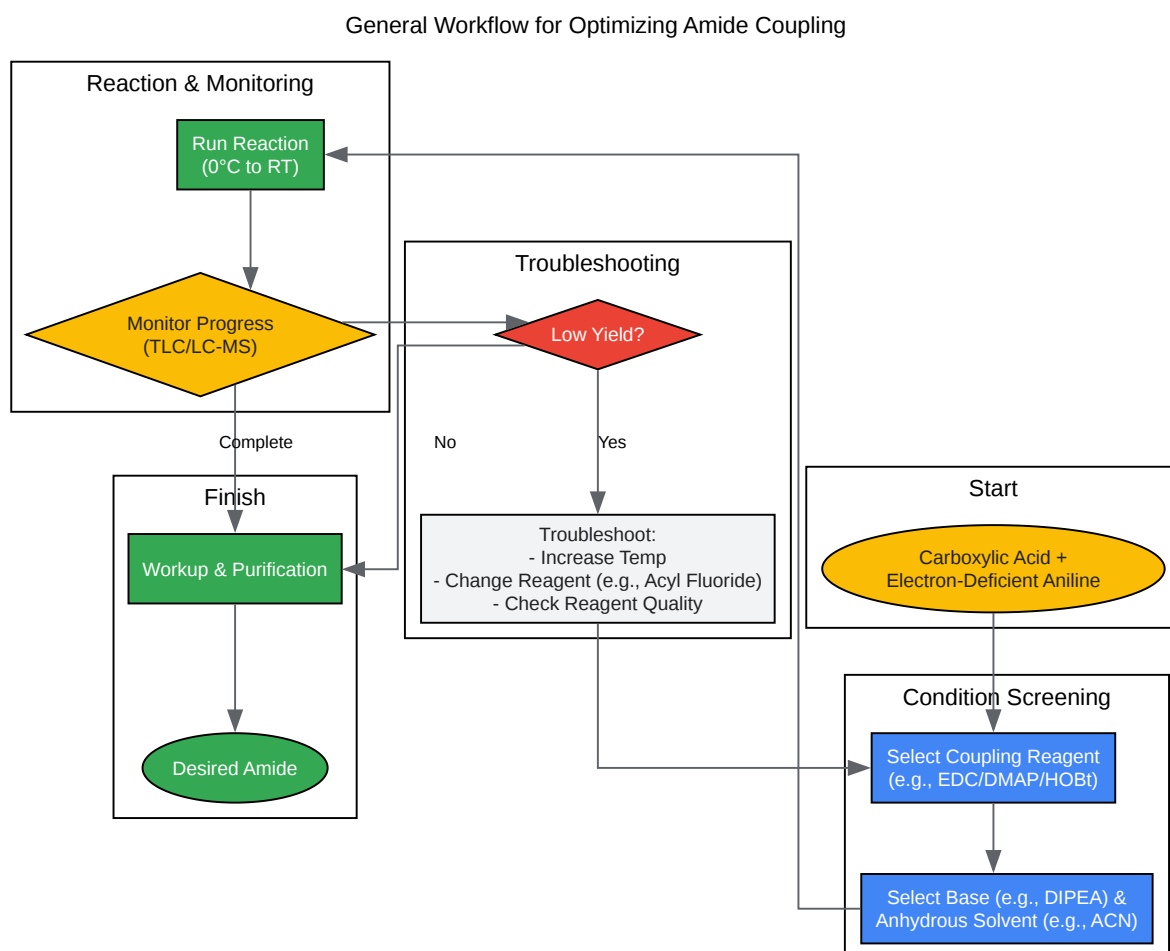 General Workflow for Optimizing Amide Coupling
Reaction & Monitoring
Run Reaction
(0°C to RT)
Monitor Progress
(TLC/LC-MS)
Troubleshooting
Low Yield?
Complete
No
Yes
Finish
Workup & Purification
Desired Amide
Troubleshoot:
- Increase Temp
- Change Reagent (e.g., Acyl Fluoride)
- Check Reagent Quality
Start
Carboxylic Acid +
Electron-Deficient Aniline
Condition Screening
Select Coupling Reagent
(e.g., EDC/DMAP/HOBt)
Select Base (e.g., DIPEA) &
Anhydrous Solvent (e.g., ACN)